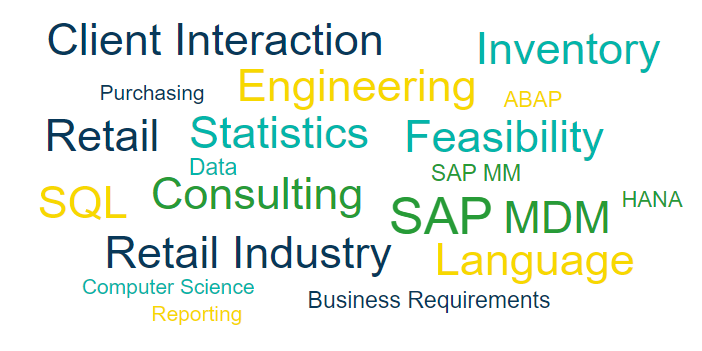 Client Interaction
Inventory
Purchasing
Engineering
ABAP
Retail
Statistics
Feasibility
Data
SAP MM
SQL
Consulting
SAP
MDM
HANA
Retail Industry
Language
Computer Science
Business Requirements
Reporting